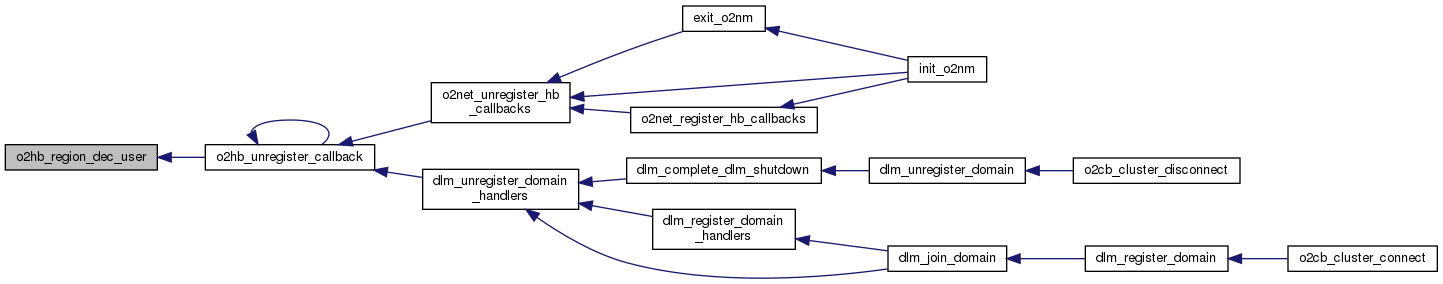 exit_o2nm
init_o2nm
o2net_unregister_hb
_callbacks
o2net_register_hb_callbacks
o2hb_region_dec_user
o2hb_unregister_callback
dlm_complete_dlm_shutdown
dlm_unregister_domain
o2cb_cluster_disconnect
dlm_unregister_domain
_handlers
dlm_register_domain
_handlers
dlm_join_domain
dlm_register_domain
o2cb_cluster_connect